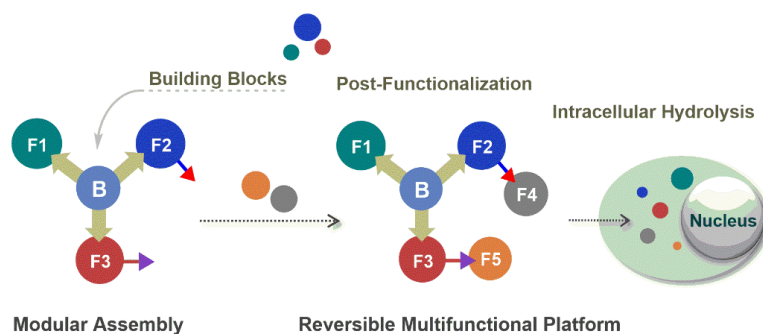 Building Blocks
Post-Functionalization
Intracellular Hydrolysis
F1
F2
B
F3
F1
F2
F4
B
F3
F5
Nucleus
Modular Assembly
Reversible Multifunctional Platform